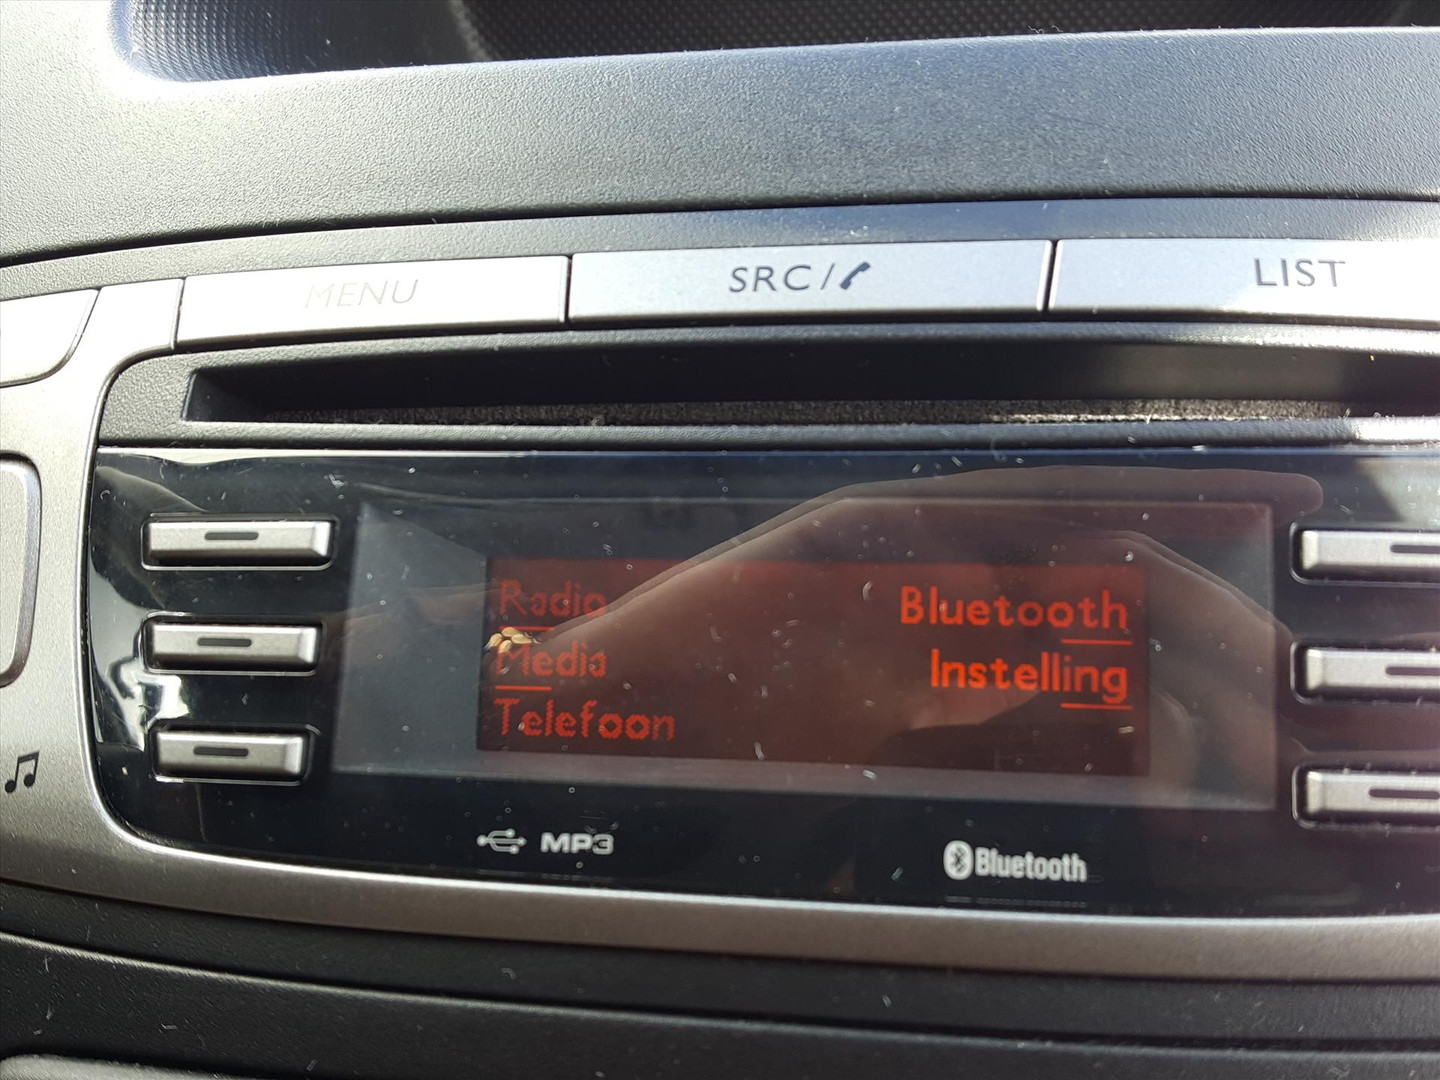 MENU
SRC/
LIST
Radio
Media
Telefoon
Bluetooth
Instelling
MP3
Bluetooth